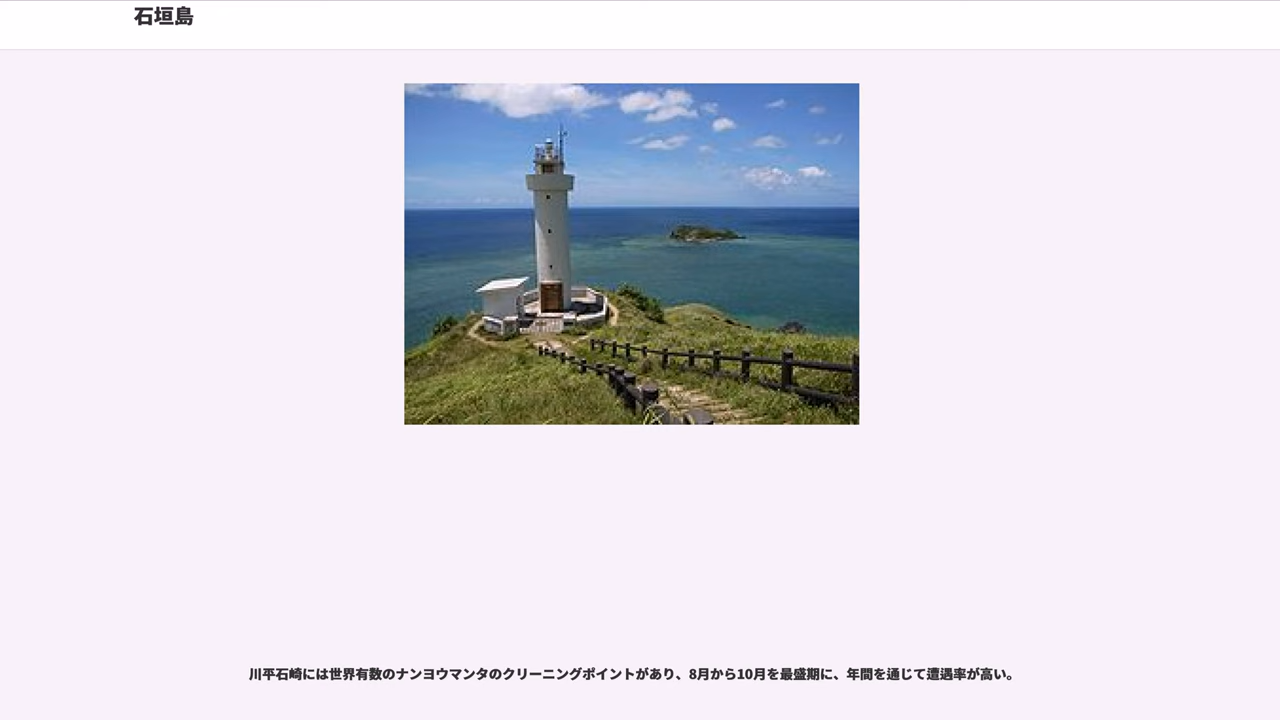 石垣島
川平石崎には世界有数のナンヨウマンタのクリーニングポイントがあり、8月から10月を最盛期に、年間を通じて遭遇率が高い。